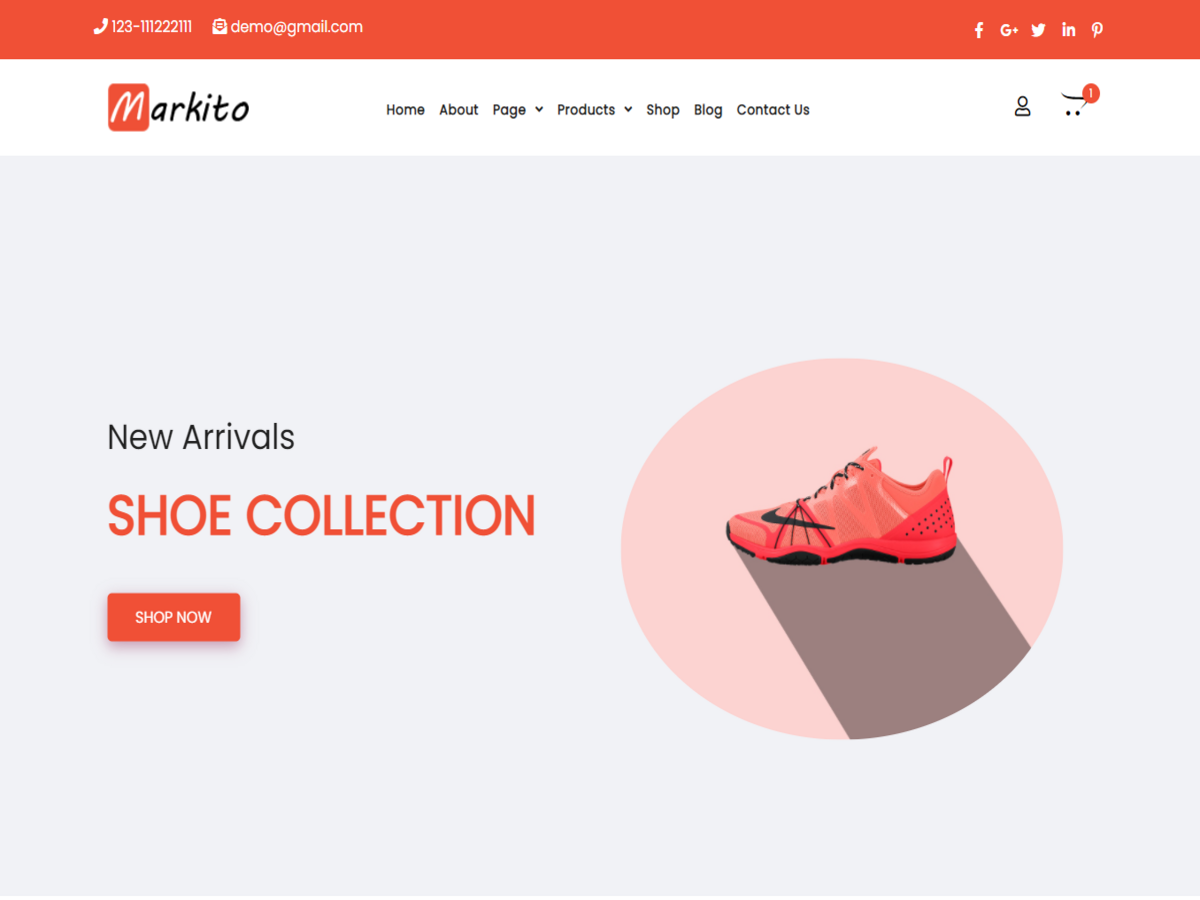 123-111222111 demo@gmail.com
Markito
Home About Page Products Shop Blog Contact Us
1
New Arrivals
SHOE COLLECTION
SHOP NOW